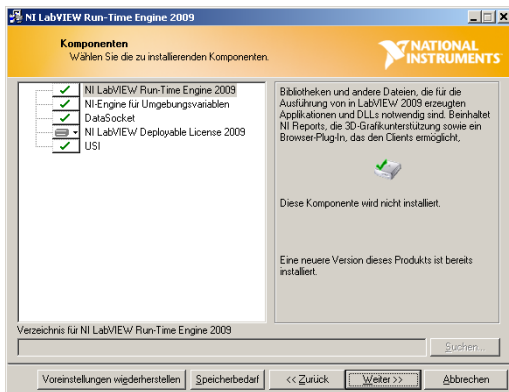 NI LabVIEW Run-Time Engine 2009
Komponenten
Wählen Sie die zu installierenden Komponenten.
NATIONAL
INSTRUMENTS
NI LabVIEW Run-Time Engine 2009
NI-Engine für Umgebungsvariablen
DataSocket
NI LabVIEW Deployable License 2009
USI
Bibliotheken und andere Dateien, die für die
Ausführung von in LabVIEW 2009 erzeugten
Applikationen und DLLs notwendig sind. Beinhaltet
NI Reports, die 3D-Grafikunterstützung sowie ein
Browser-Plug-In, das den Clients ermöglicht,
Diese Komponente wird nicht installiert.
Eine neuere Version dieses Produkts ist bereits
installiert.
Verzeichnis für NI LabVIEW Run-Time Engine 2009
Suchen...
Voreinstellungen wiederherstellen
Speicherbedarf
<< Zurück
Weiter >>
Abbrechen